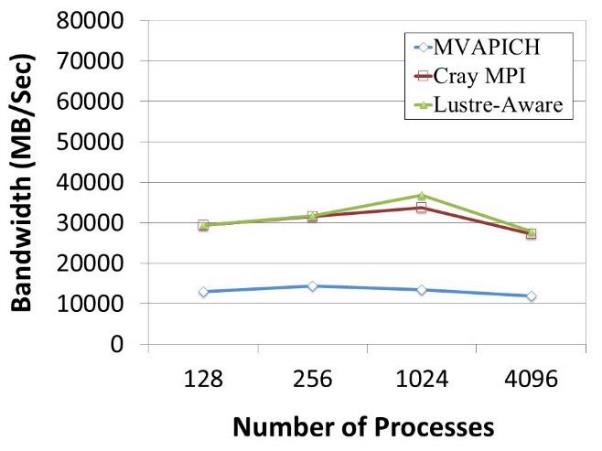 80000
70000
60000
50000
40000
30000
20000
10000
0
Bandwidth (MB/Sec)
MVAPICH
Cray MPI
Lustre-Aware
128 256 1024 4096
Number of Processes